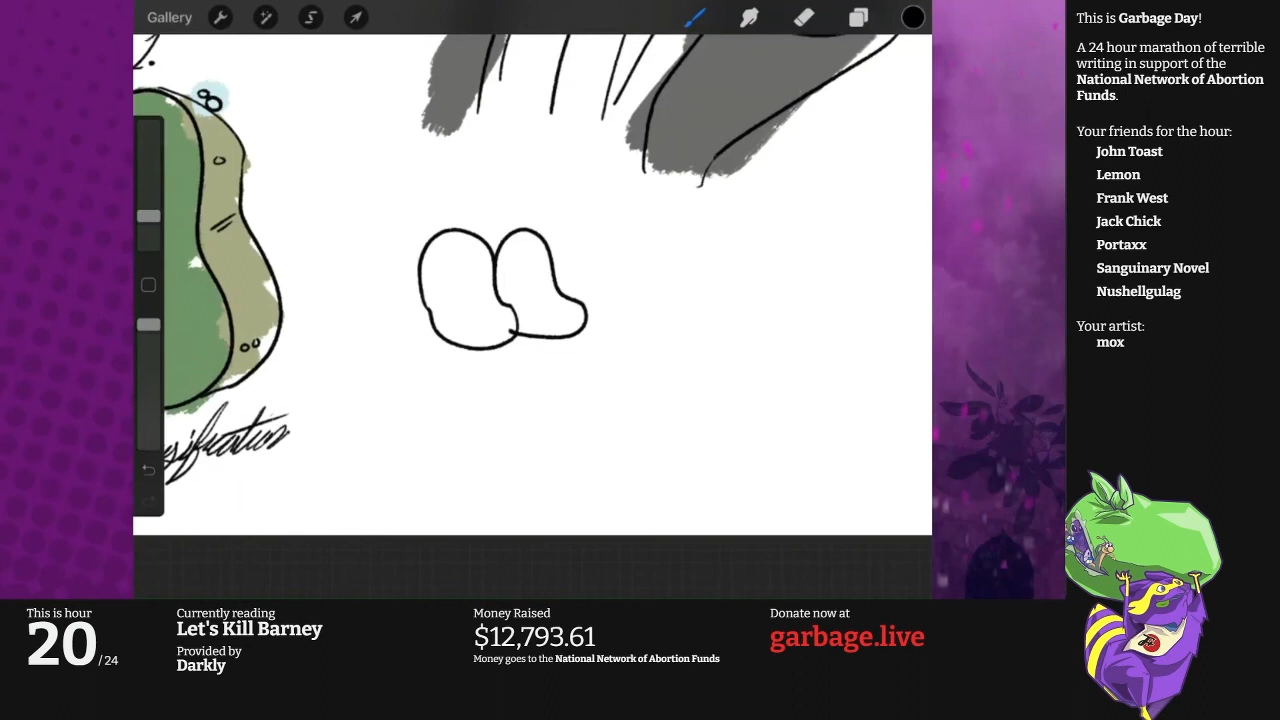 Gallery
This is Garbage Day!
A 24 hour marathon of terrible
writing in support of the
National Network of Abortion
Funds.
Your friends for the hour:
John Toast
Lemon
Frank West
Jack Chick
Portaxx
Sanguinary Novel
Nushellgulag
Your artist:
mox
This is hour
20 / 24
Currently reading
Let's Kill Barney
Provided by
Darkly
Money Raised
$12,793.61
Money goes to the National Network of Abortion Funds
Donate now at
garbage.live